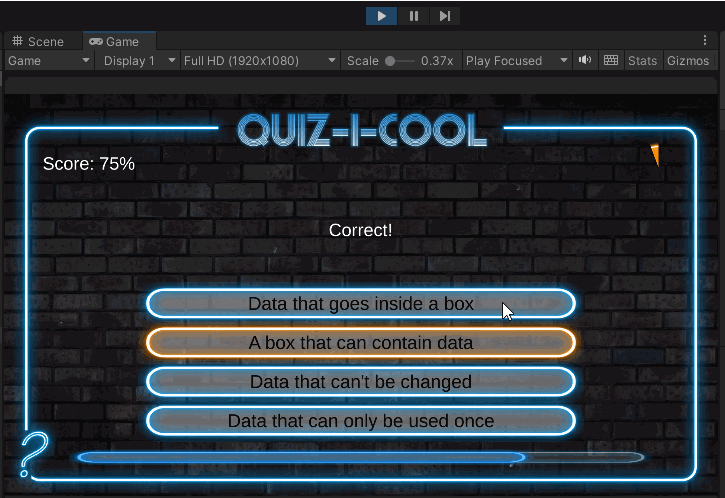 Scene
Game
Game
Display 1
Full HD (1920x1080)
Scale
0.37x
Play Focused
Stats
Gizmos
QUIZ-I-COOL
Score: 75%
Correct!
Data that goes inside a box
A box that can contain data
Data that can't be changed
Data that can only be used once
?